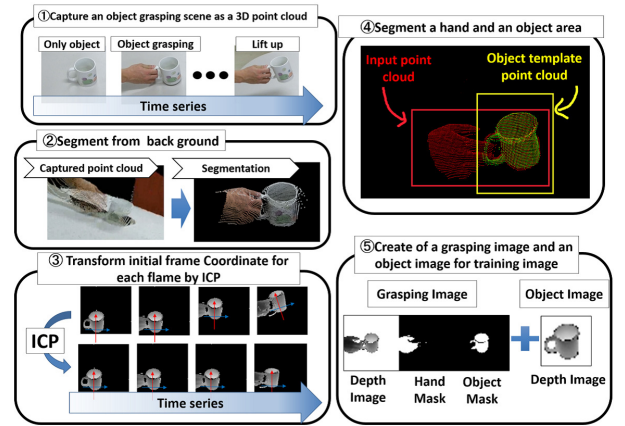 ①Capture an object grasping scene as a 3D point cloud
Only object
Object grasping
Lift up
Time series
②Segment from back ground
Captured point cloud
Segmentation
③ Transform initial frame Coordinate for
each flame by ICP
ICP
Time series
④Segment a hand and an object area
Input point
cloud
Object template
point cloud
⑤Create of a grasping image and an
object image for training image
Grasping Image
Object Image
Depth
Image
Hand
Mask
Object
Mask
Depth Image